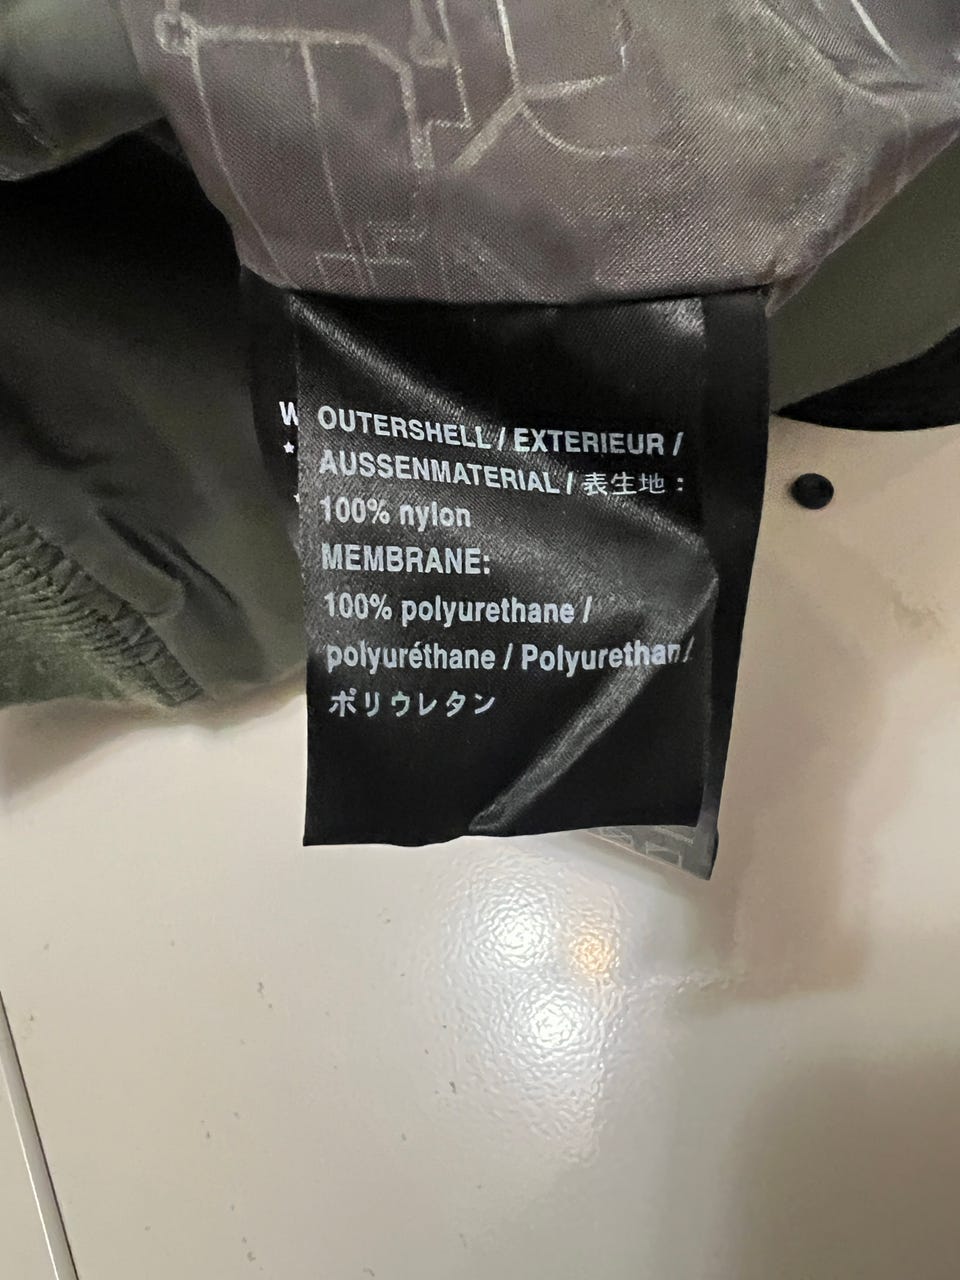 OUTERSHELL / EXTERIEUR /
AUSSENMATERIAL / 表生地 :
100% nylon
MEMBRANE:
100% polyurethane /
polyuréthane / Polyurethan /
ポリウレタン